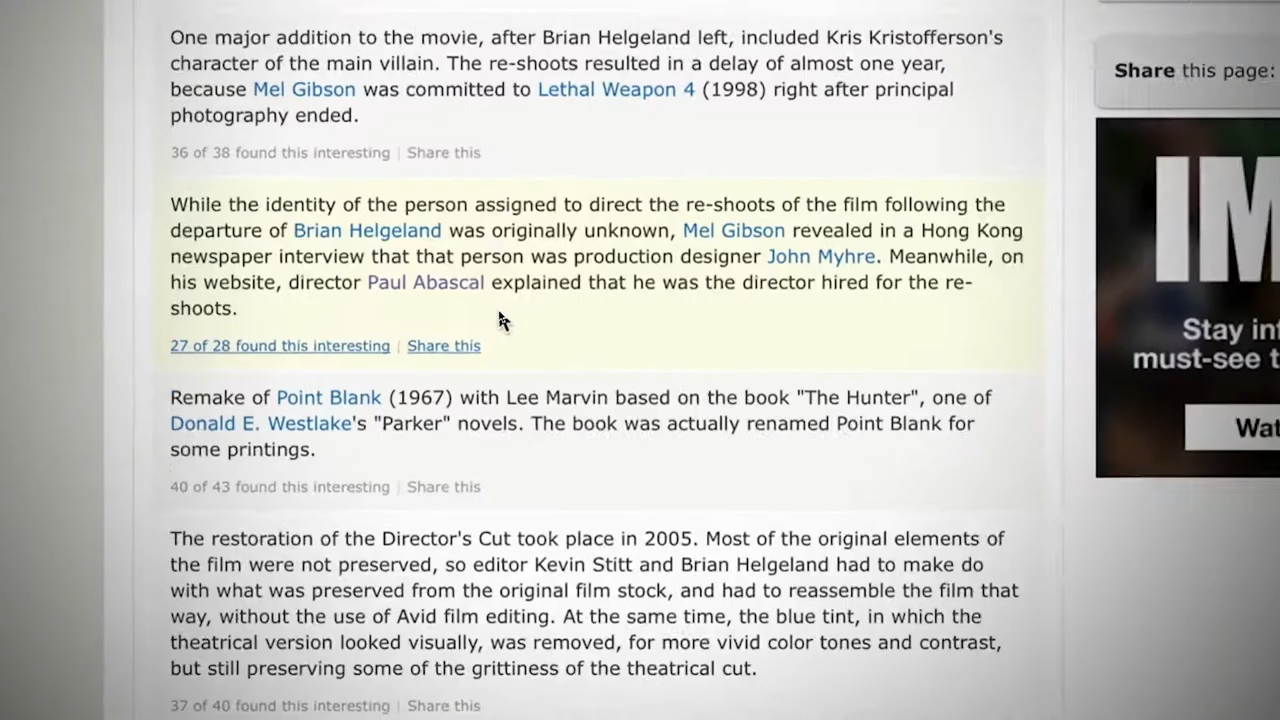 One major addition to the movie, after Brian Helgeland left, included Kris Kristofferson's
character of the main villain. The re-shoots resulted in a delay of almost one year,
because Mel Gibson was committed to Lethal Weapon 4 (1998) right after principal
photography ended.
36 of 38 found this interesting | Share this
While the identity of the person assigned to direct the re-shoots of the film following the
departure of Brian Helgeland was originally unknown, Mel Gibson revealed in a Hong Kong
newspaper interview that that person was production designer John Myhre. Meanwhile, on
his website, director Paul Abascal explained that he was the director hired for the re-
shoots.
27 of 28 found this interesting | Share this
Remake of Point Blank (1967) with Lee Marvin based on the book "The Hunter", one of
Donald E. Westlake's "Parker" novels. The book was actually renamed Point Blank for
some printings.
40 of 43 found this interesting | Share this
The restoration of the Director's Cut took place in 2005. Most of the original elements of
the film were not preserved, so editor Kevin Stitt and Brian Helgeland had to make do
with what was preserved from the original film stock, and had to reassemble the film that
way, without the use of Avid film editing. At the same time, the blue tint, in which the
theatrical version looked visually, was removed, for more vivid color tones and contrast,
but still preserving some of the grittiness of the theatrical cut.
37 of 40 found this interesting | Share this
Share this page:
IM
Stay in
must-see t
Wat